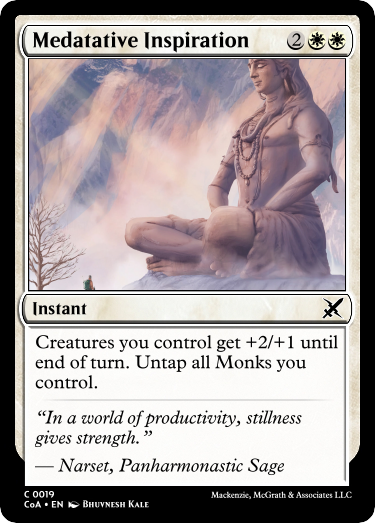 Medatative Inspiration 2
Instant
Creatures you control get +2/+1 until
end of turn. Untap all Monks you
control.
“In a world of productivity, stillness
gives strength.”
— Narset, Panharmonastic Sage
C 0019
CoA • EN Bhuvnesh Kale
Mackenzie, McGrath & Associates LLC